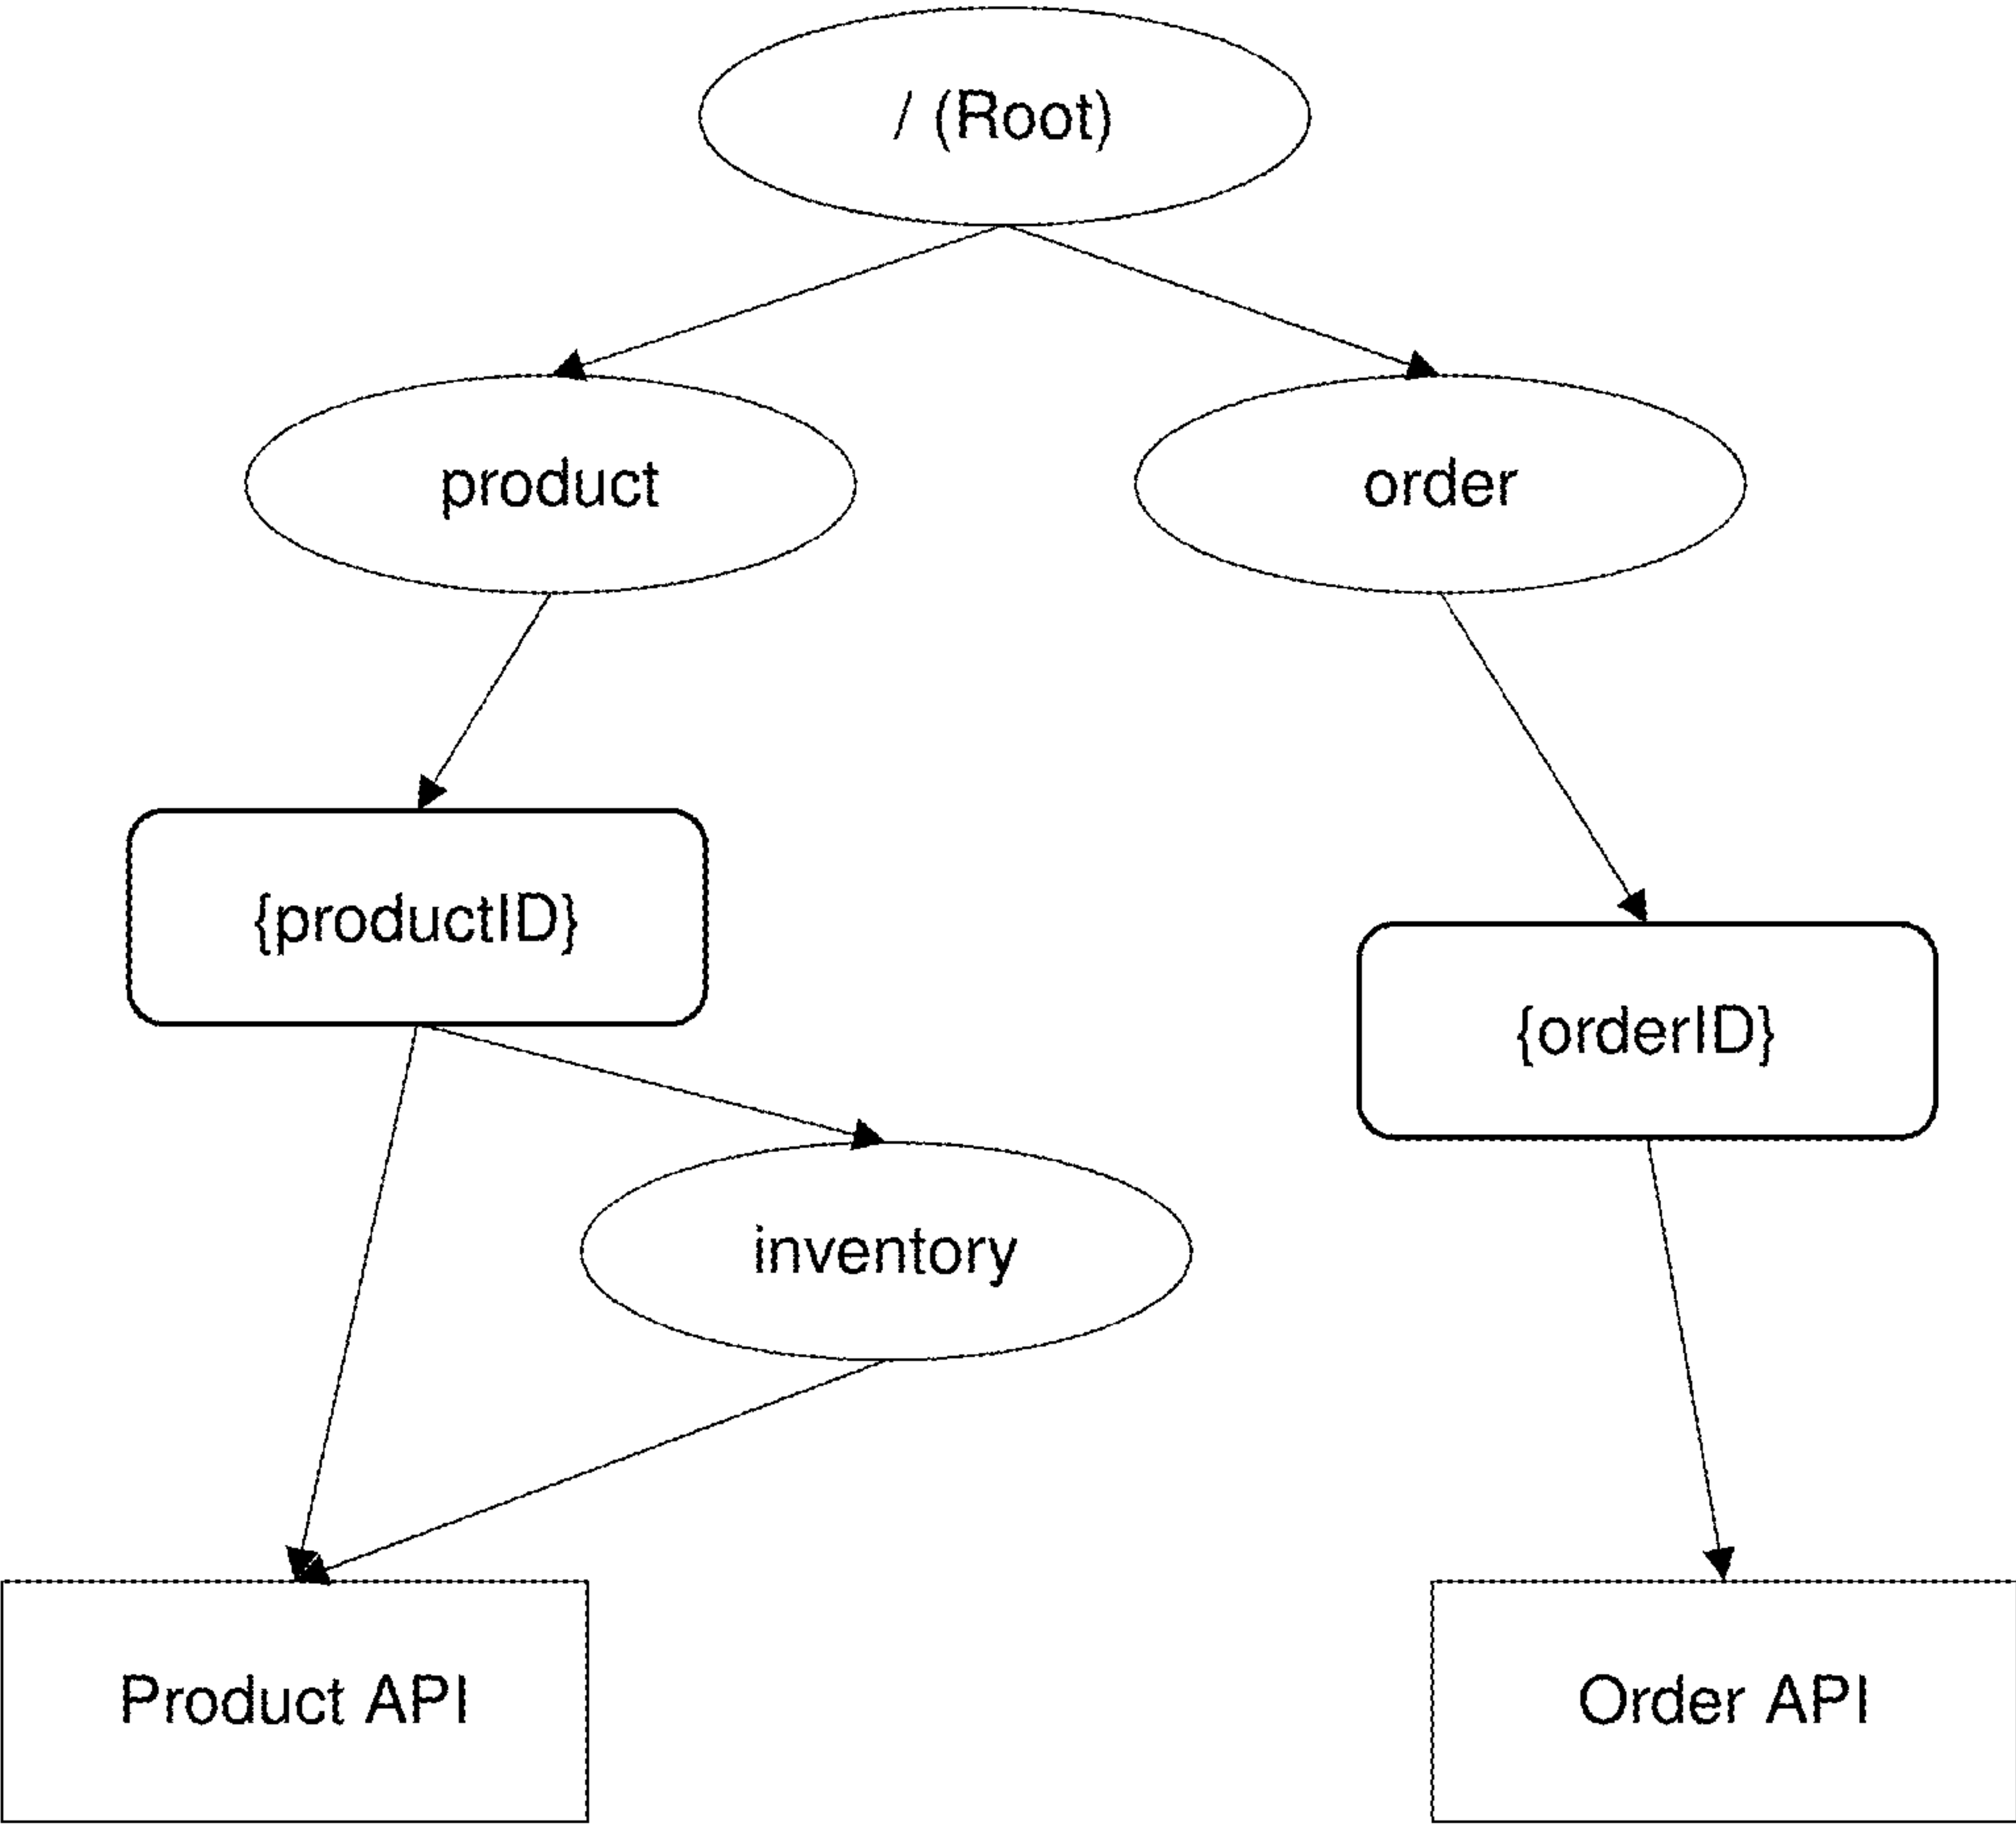 / (Root)
product
order
{productID}
{orderID}
inventory
Product API
Order API